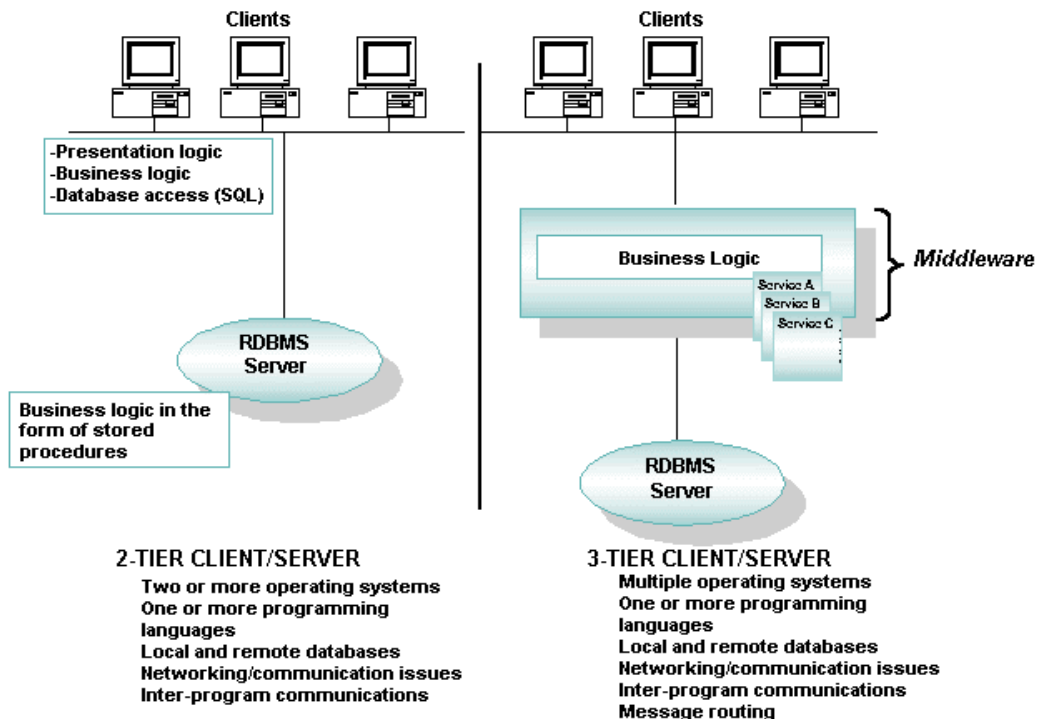 Clients
-Presentation logic
-Business logic
-Database access (SQL)
RDBMS
Server
Business logic in the
form of stored
procedures
2-TIER CLIENT/SERVER
Two or more operating systems
One or more programming
languages
Local and remote databases
Networking/communication issues
Inter-program communications
Clients
Business Logic
Service A
Service B
Service C
Middleware
RDBMS
Server
3-TIER CLIENT/SERVER
Multiple operating systems
One or more programming
languages
Local and remote databases
Networking/communication issues
Inter-program communications
Message routing